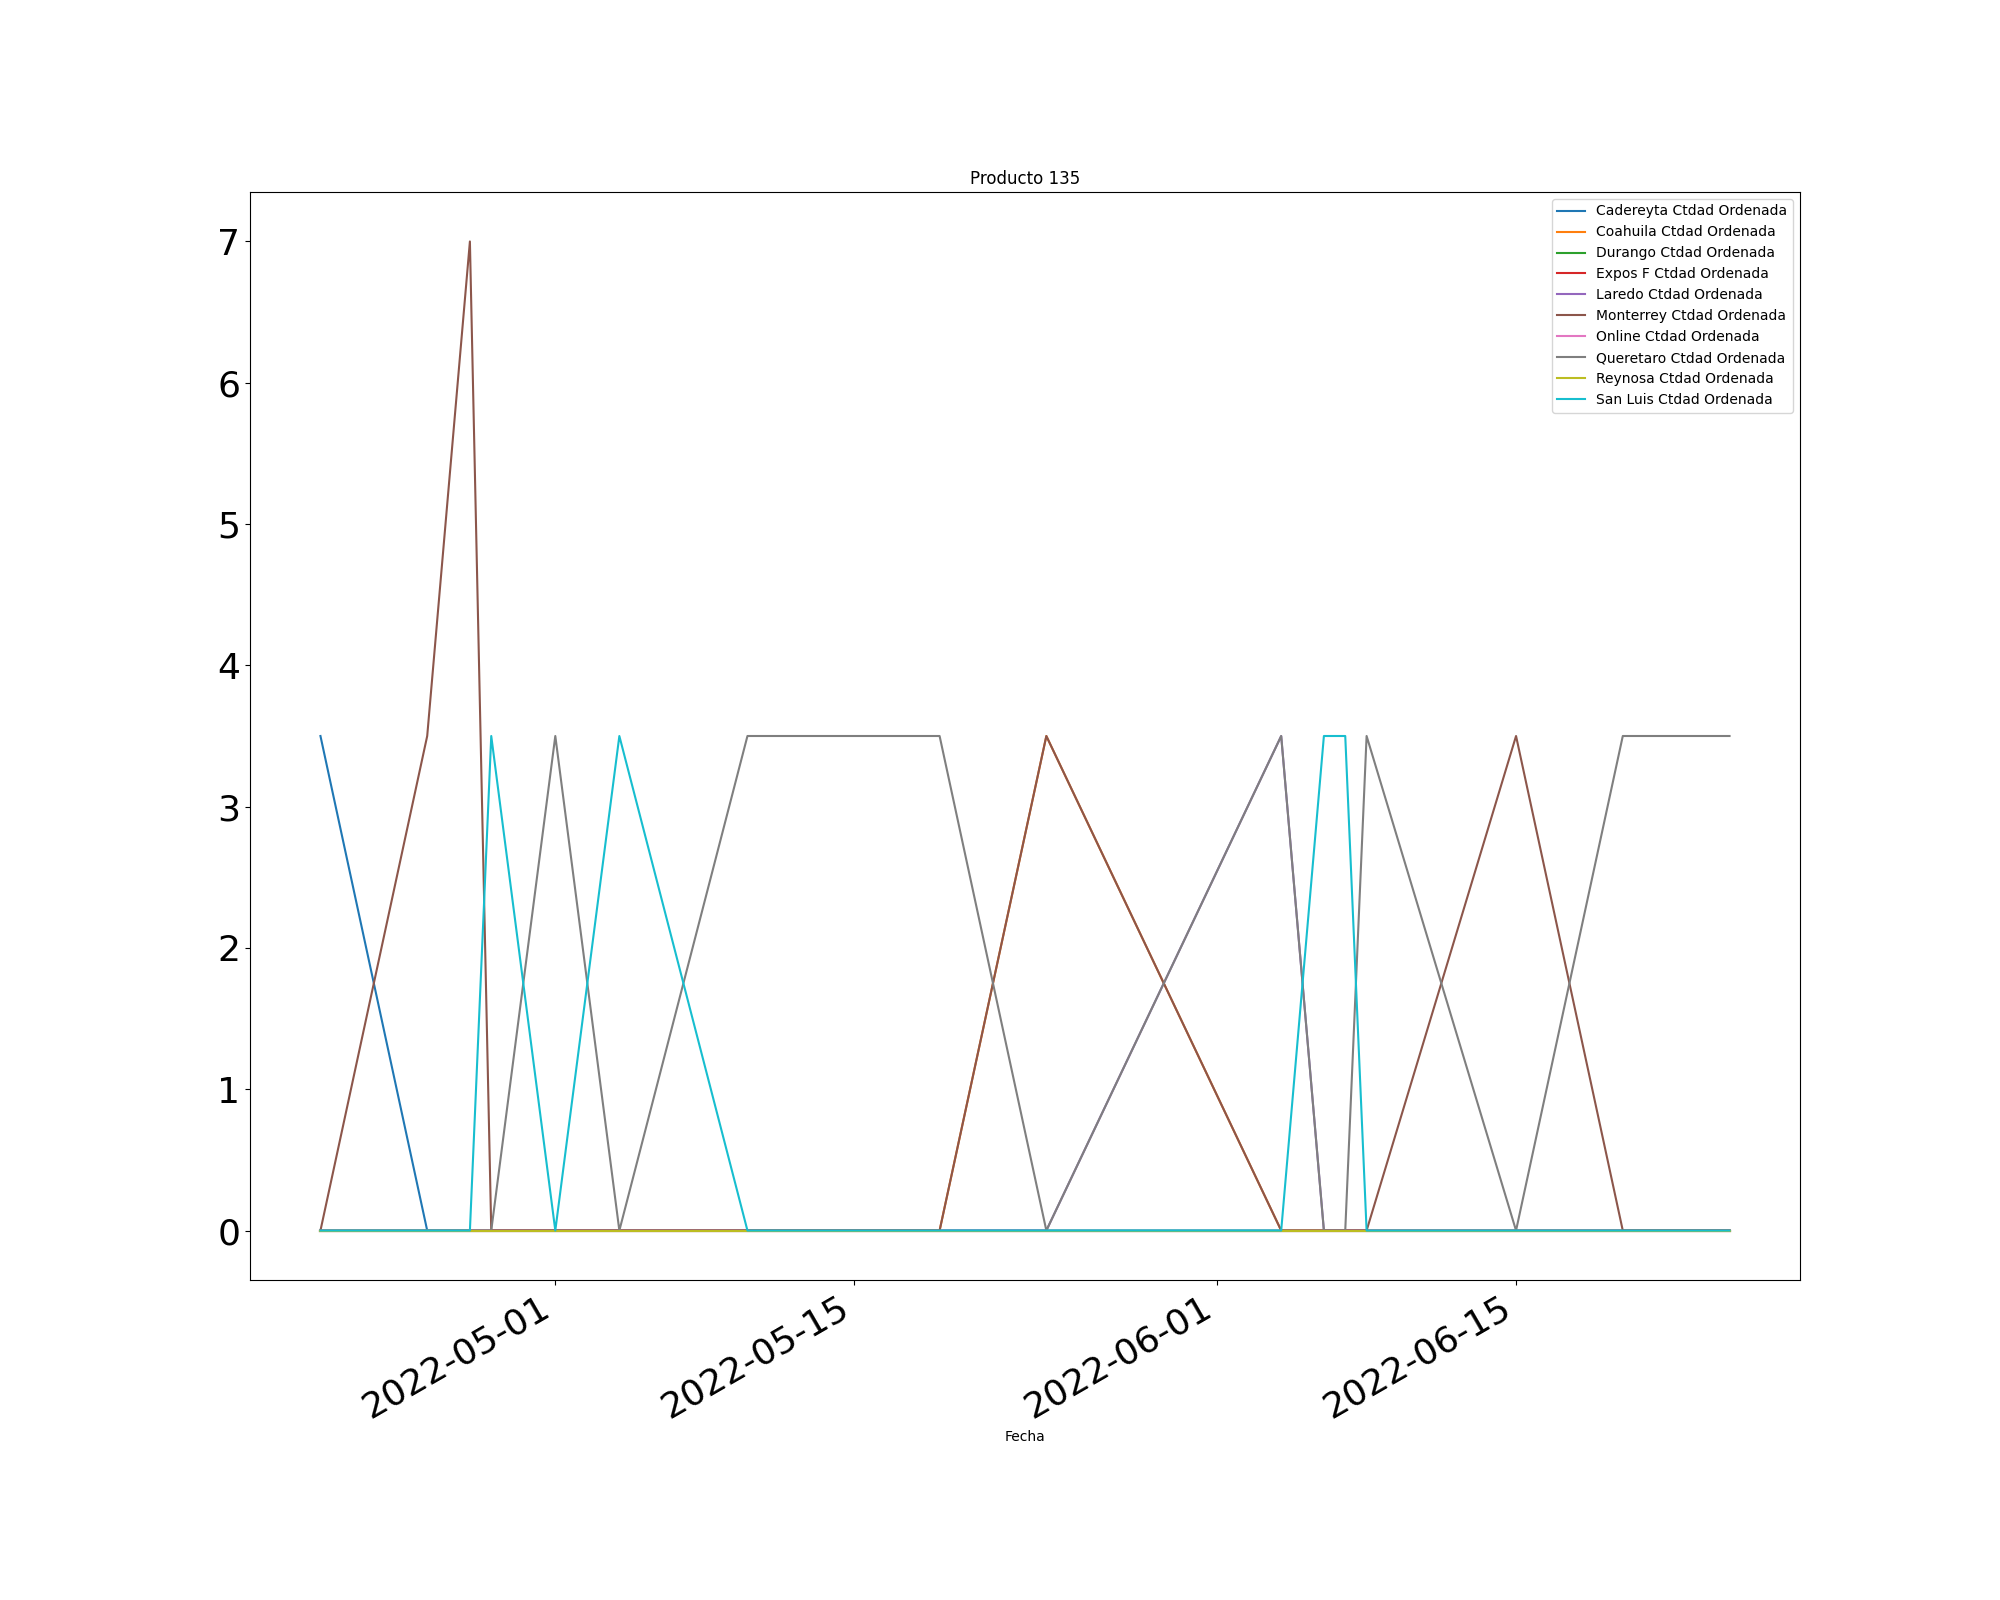 Producto 135
Cadereyta Ctdad Ordenada
Coahuila Ctdad Ordenada
Durango Ctdad Ordenada
Expos F Ctdad Ordenada
Laredo Ctdad Ordenada
Monterrey Ctdad Ordenada
Online Ctdad Ordenada
Queretaro Ctdad Ordenada
Reynosa Ctdad Ordenada
San Luis Ctdad Ordenada
7
6
5
4
3
2
1
0
2022-05-01
2022-05-15
2022-06-01
2022-06-15
Fecha